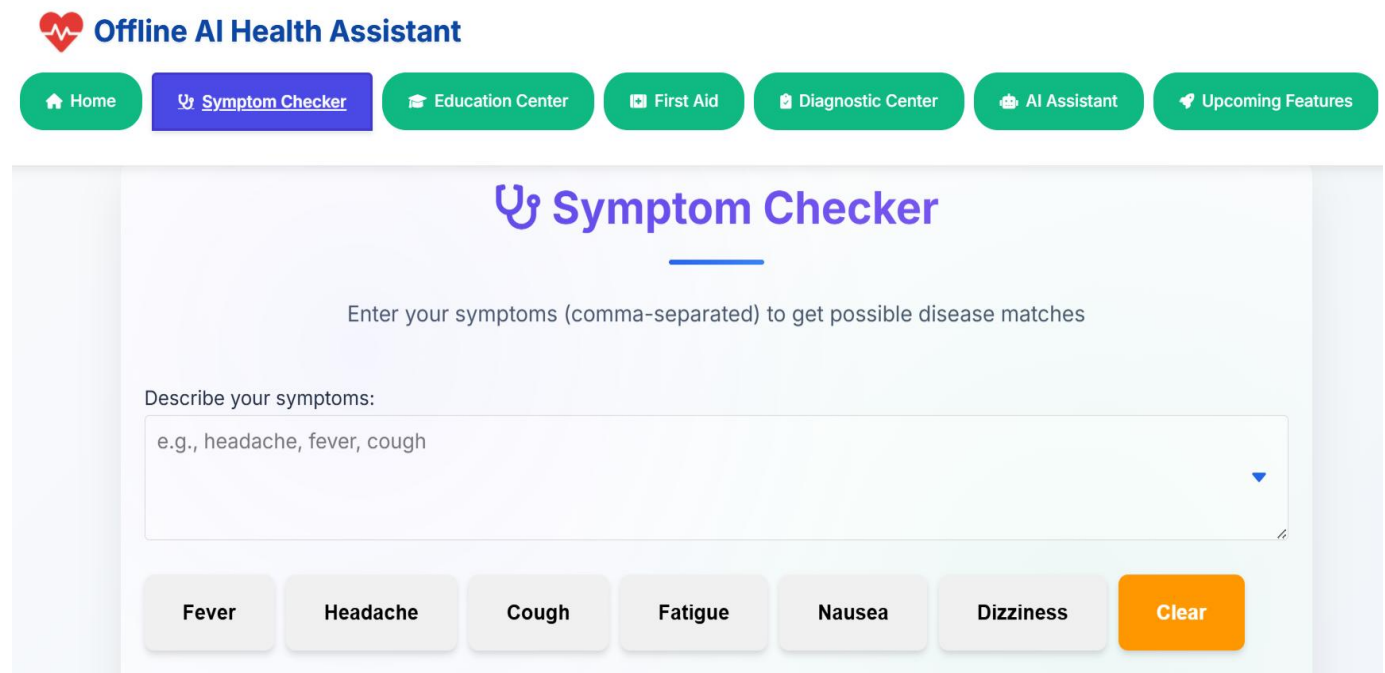 Offline AI Health Assistant
Home Symptom Checker Education Center First Aid Diagnostic Center AI Assistant Upcoming Features
Symptom Checker
Enter your symptoms (comma-separated) to get possible disease matches
Describe your symptoms:
e.g., headache, fever, cough
Fever Headache Cough Fatigue Nausea Dizziness Clear